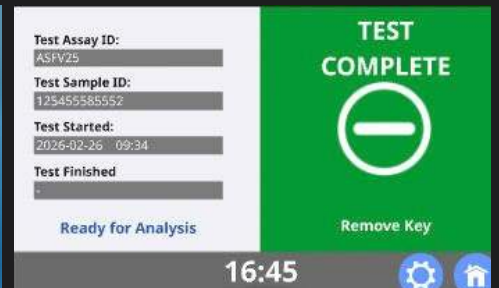 Test Assay ID:
ASFV25
Test Sample ID:
125455585552
Test Started:
2026-02-26 09:34
Test Finished
-
Ready for Analysis
TEST
COMPLETE
Remove Key
16:45